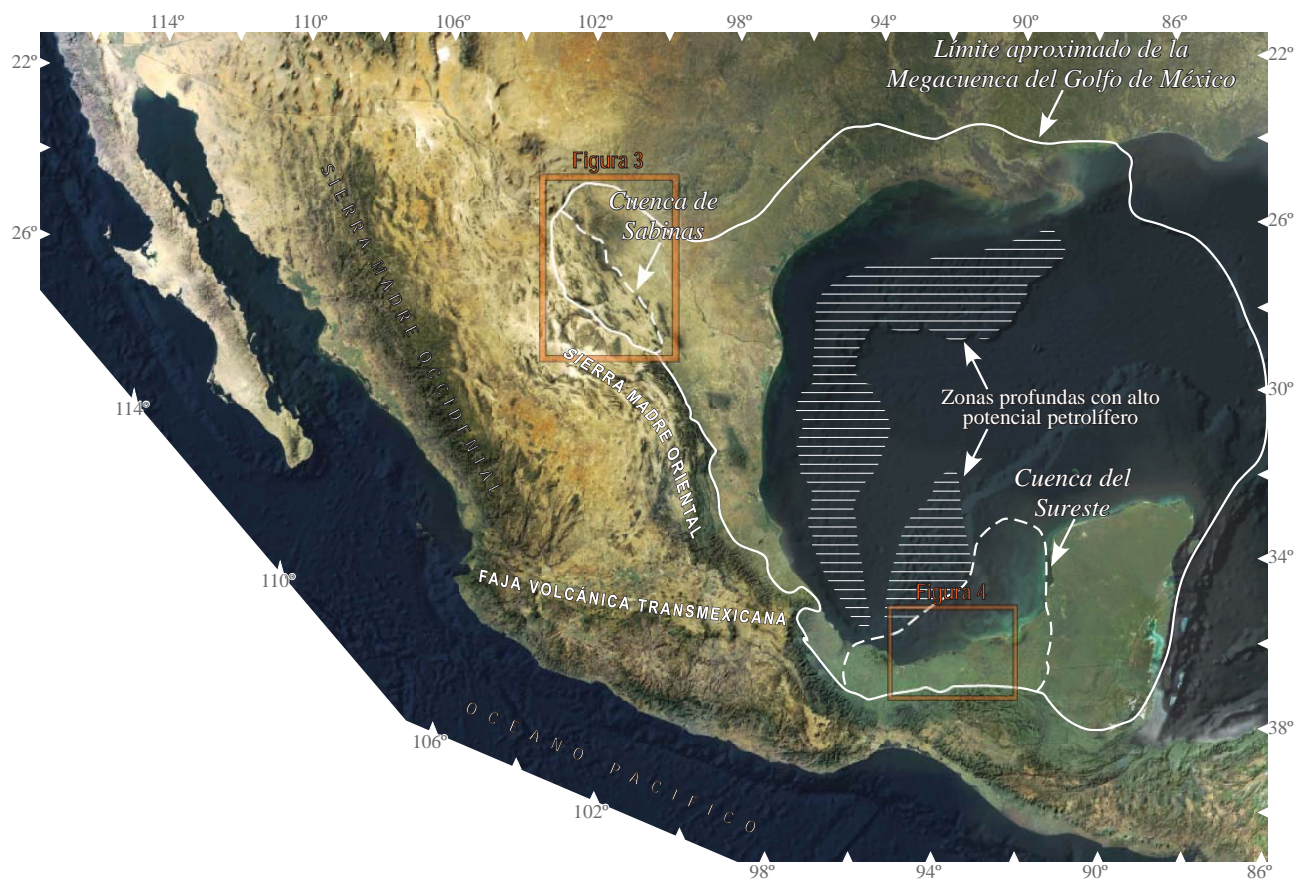 114º 110º 106º 102º 98º 94º 90º 86º
22º
22º
Límite aproximado de la
Megacuenca del Golfo de México
Figura 3
Cuenca de
Sabinas
26º
26º
SIERRA MADRE OCCIDENTAL
SIERRA MADRE ORIENTAL
30º
114º
Zonas profundas con alto
potencial petrolífero
Cuenca del
Sureste
34º
110º
FAJA VOLCÁNICA TRANSMEXICANA
Figura 4
OCEANO PACIFICO
38º
106º
102º
98º 94º 90º 86º